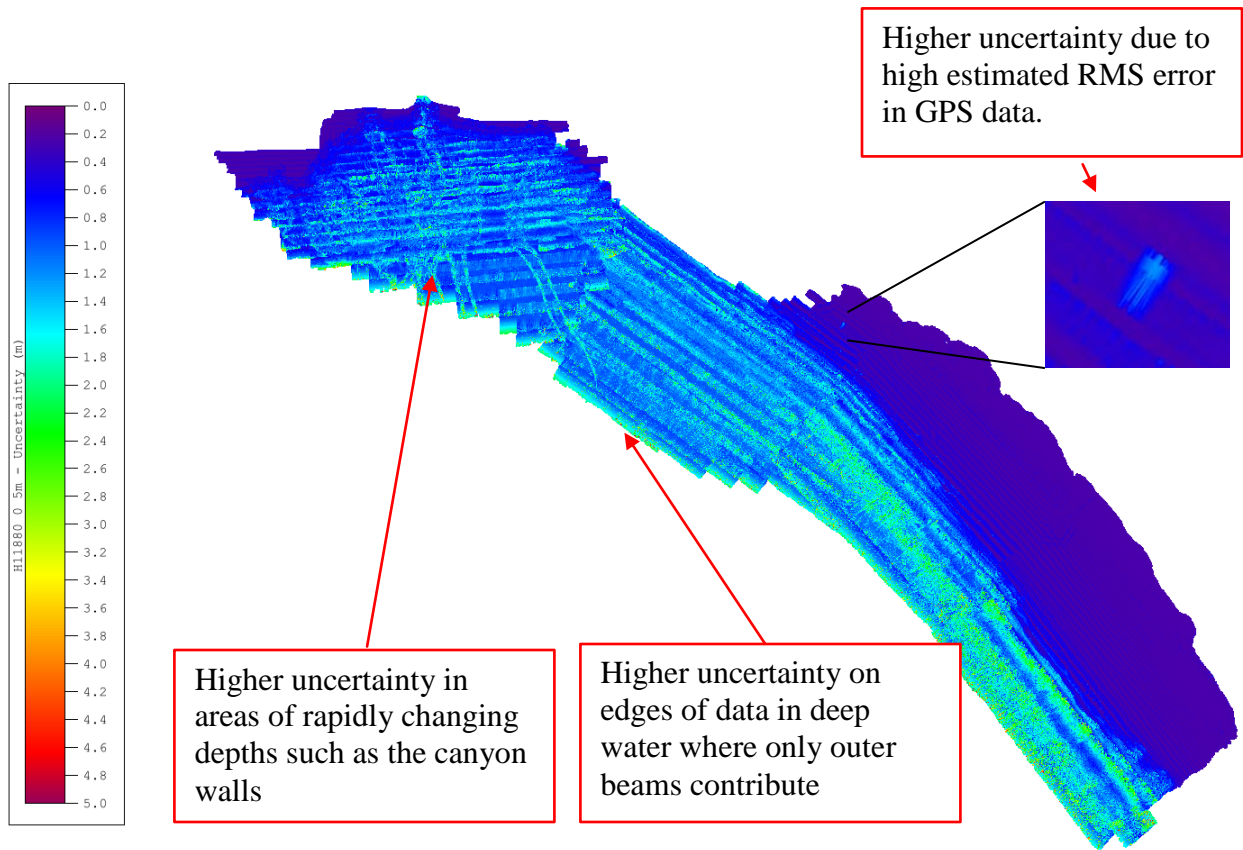 Higher uncertainty due to
high estimated RMS error
in GPS data.
H11880 0 5m - Uncertainty (m)
0.0
0.2
0.4
0.6
0.8
1.0
1.2
1.4
1.6
1.8
2.0
2.2
2.4
2.6
2.8
3.0
3.2
3.4
3.6
3.8
4.0
4.2
4.4
4.6
4.8
5.0
Higher uncertainty in
areas of rapidly changing
depths such as the canyon
walls
Higher uncertainty on
edges of data in deep
water where only outer
beams contribute